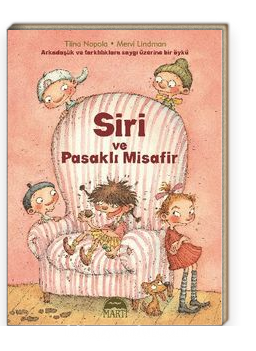 Tiina Nopola - Mervi Lindman
Arkadaşlık ve farklılıklara saygı üzerine bir öykü
Siri
ve
Pasaklı Misafir
MARTI